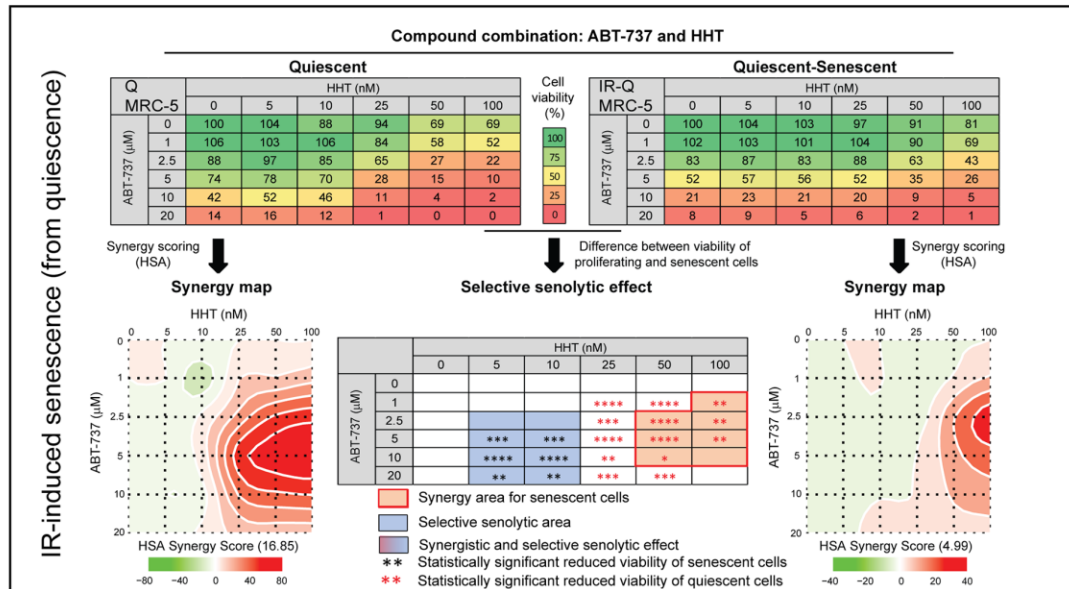 Compound combination: ABT-737 and HHT
IR-induced senescence (from quiescence)
Quiescent
Q
MRC-5
HHT (nM)
0 5 10 25 50 100
ABT-737 (µM)
0 100 104 88 94 69 69
1 106 103 106 84 58 52
2.5 88 97 85 65 27 22
5 74 78 70 28 15 10
10 42 52 46 11 4 2
20 14 16 12 1 0 0
Cell
viability
(%)
100
75
50
25
0
Quiescent-Senescent
IR-Q
MRC-5
HHT (nM)
0 5 10 25 50 100
ABT-737 (µM)
0 100 104 103 97 91 81
1 102 103 101 104 90 69
2.5 83 87 83 88 63 43
5 52 57 56 52 35 26
10 21 23 21 20 9 5
20 8 9 5 6 2 1
Synergy scoring
(HSA)
Difference between viability of
proliferating and senescent cells
Synergy scoring
(HSA)
Synergy map
HHT (nM)
0 5 10 25 50 100
ABT-737 (µM)
0
1
2.5
5
10
20
HSA Synergy Score (16.85)
−80 −40 0 40 80
Selective senolytic effect
HHT (nM)
0 5 10 25 50 100
ABT-737 (µM)
0
1 **** **** **
2.5 *** **** **
5 *** *** **** **** **
10 **** **** ** *
20 ** ** *** ***
Synergy area for senescent cells
Selective senolytic area
Synergistic and selective senolytic effect
** Statistically significant reduced viability of senescent cells
** Statistically significant reduced viability of quiescent cells
Synergy map
HHT (nM)
0 5 10 25 50 100
ABT-737 (µM)
0
1
2.5
5
10
20
HSA Synergy Score (4.99)
−40 −20 0 20 40